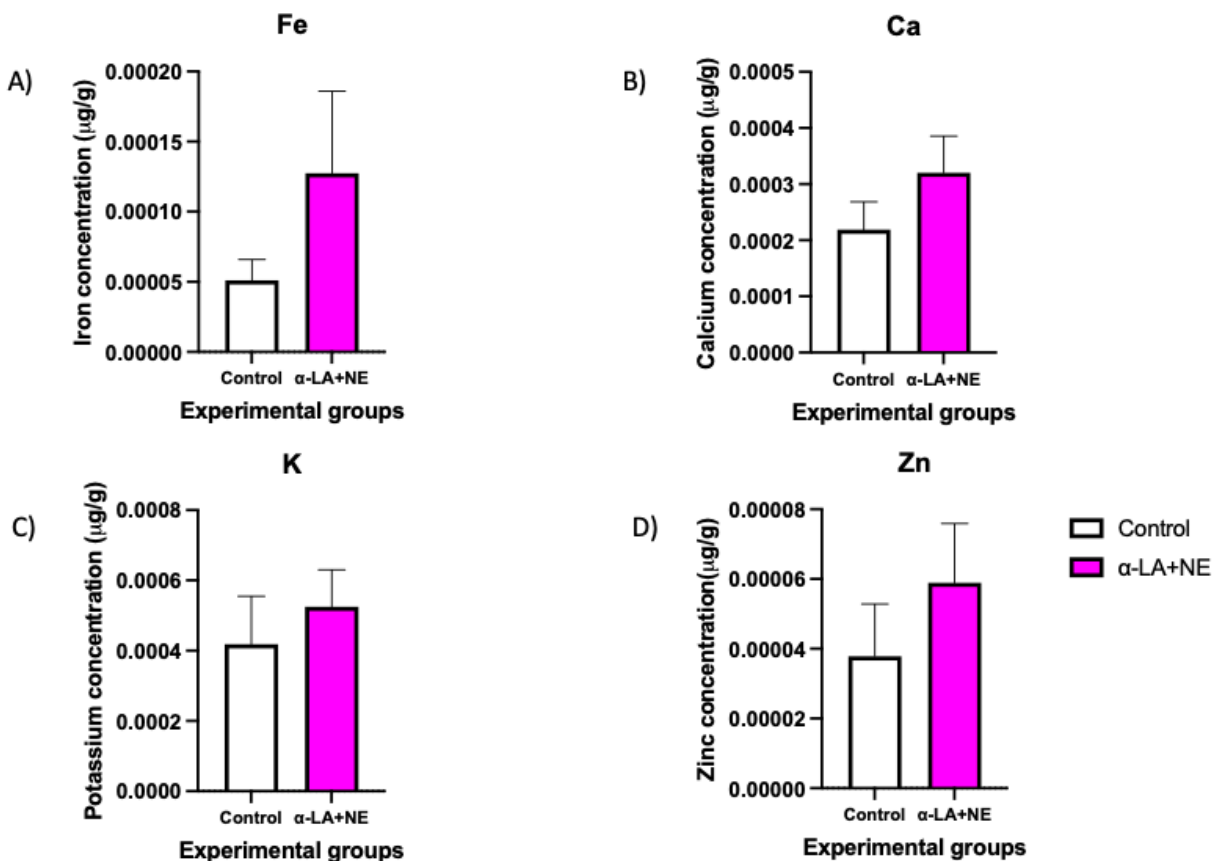 Fe
A)
Iron concentration (μg/g)
0.00020
0.00015
0.00010
0.00005
0.00000
Control α-LA+NE
Experimental groups
Ca
B)
Calcium concentration (μg/g)
0.0005
0.0004
0.0003
0.0002
0.0001
0.0000
Control α-LA+NE
Experimental groups
K
C)
Potassium concentration (μg/g)
0.0008
0.0006
0.0004
0.0002
0.0000
Control α-LA+NE
Experimental groups
Zn
D)
Zinc concentration(μg/g)
0.00008
0.00006
0.00004
0.00002
0.00000
Control α-LA+NE
Experimental groups
Control
α-LA+NE